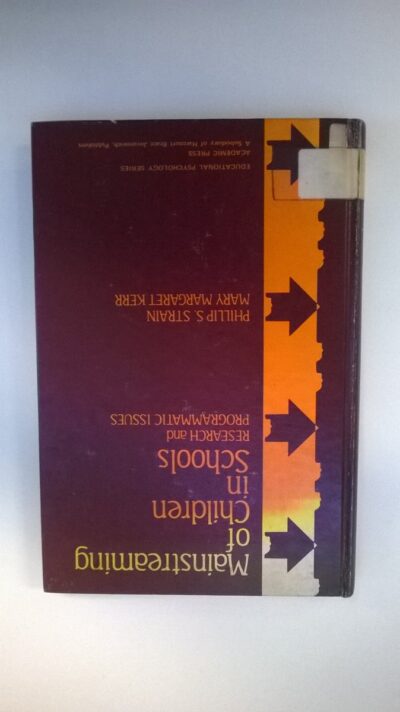 Mainstreaming
of
Children
in
Schools
RESEARCH and
PROGRAMMATIC ISSUES
PHILLIP S. STRAIN
MARY MARGARET KERR
EDUCATIONAL PSYCHOLOGY SERIES
ACADEMIC PRESS
A Subsidiary of Harcourt Brace Jovanovich, Publishers